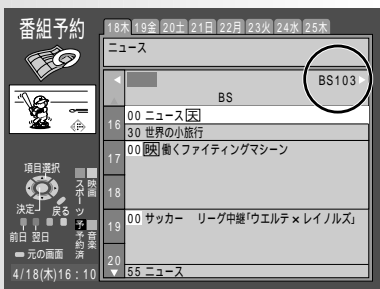 番組予約
18木 19金 20土 21日 22月 23火 24水 25木
ニュース
BS103
BS
16
00 ニュース天
30 世界の小旅行
17
00 映 働くファイティングマシーン
18
19
00 サッカー リーグ中継「ウエルテ×レイノルズ」
20
55 ニュース
項目選択
決定
戻る
スポーツ
映画
予約済
音楽
前日 翌日
元の画面
4/18(木)16:10